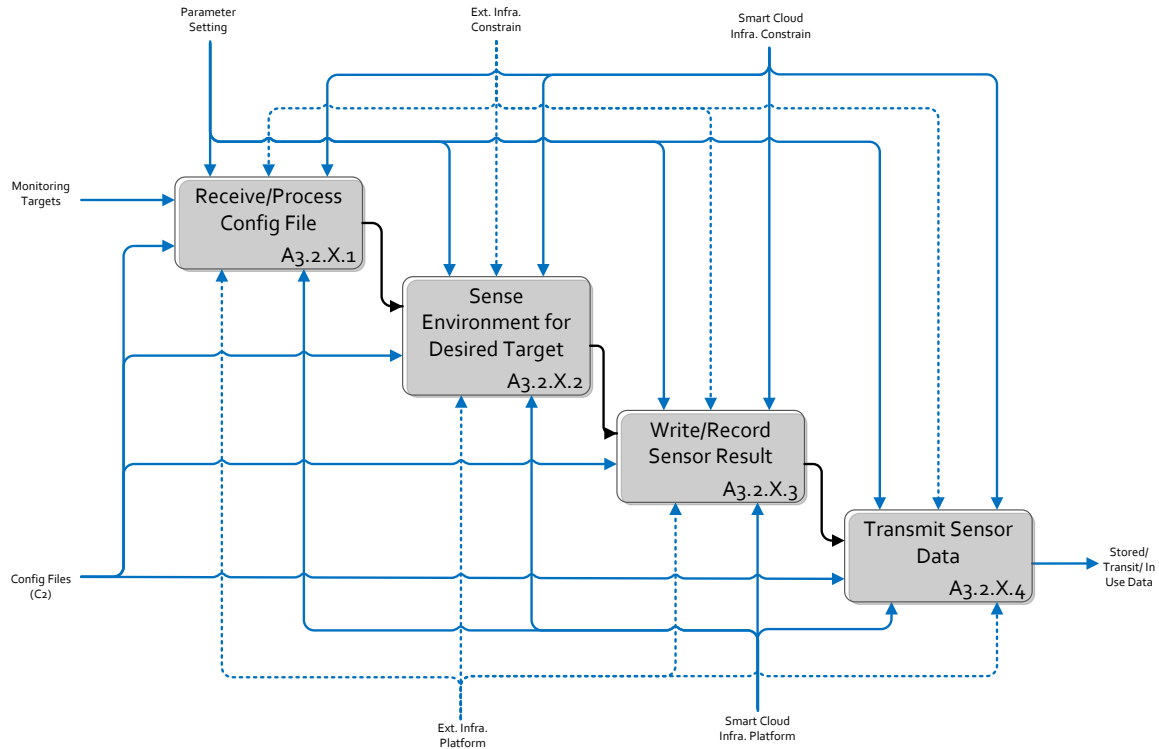 Parameter
Setting
Ext. Infra.
Constrain
Smart Cloud
Infra. Constrain
Monitoring
Targets
Receive/Process
Config File
A3.2.X.1
Sense
Environment for
Desired Target
A3.2.X.2
Write/Record
Sensor Result
A3.2.X.3
Transmit Sensor
Data
A3.2.X.4
Config Files
(C2)
Stored/
Transit/ In
Use Data
Ext. Infra.
Platform
Smart Cloud
Infra. Platform